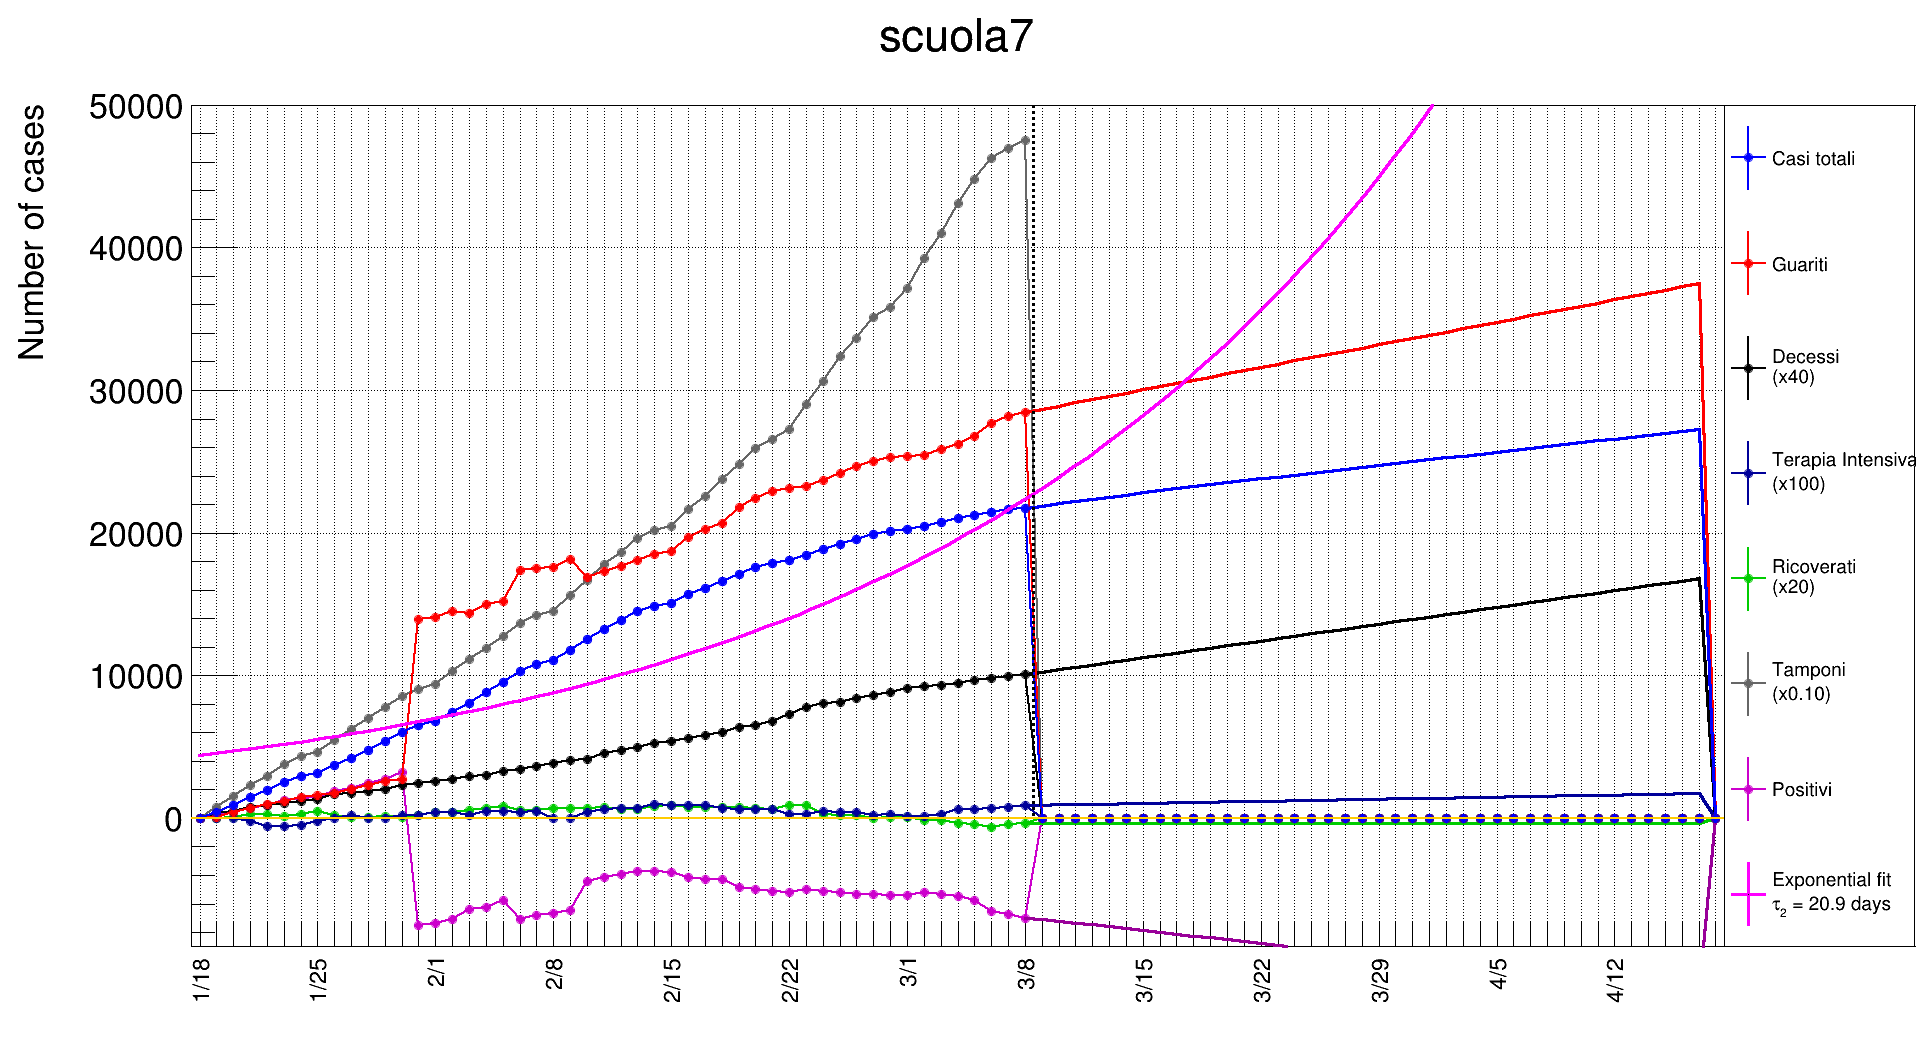 scuola7
Number of cases
50000
40000
30000
20000
10000
0
1/18
1/25
2/1
2/8
2/15
2/22
3/1
3/8
3/15
3/22
3/29
4/5
4/12
Casi totali
Guariti
Decessi
(x40)
Terapia Intensiva
(x100)
Ricoverati
(x20)
Tamponi
(x0.10)
Positivi
Exponential fit
τ2 = 20.9 days